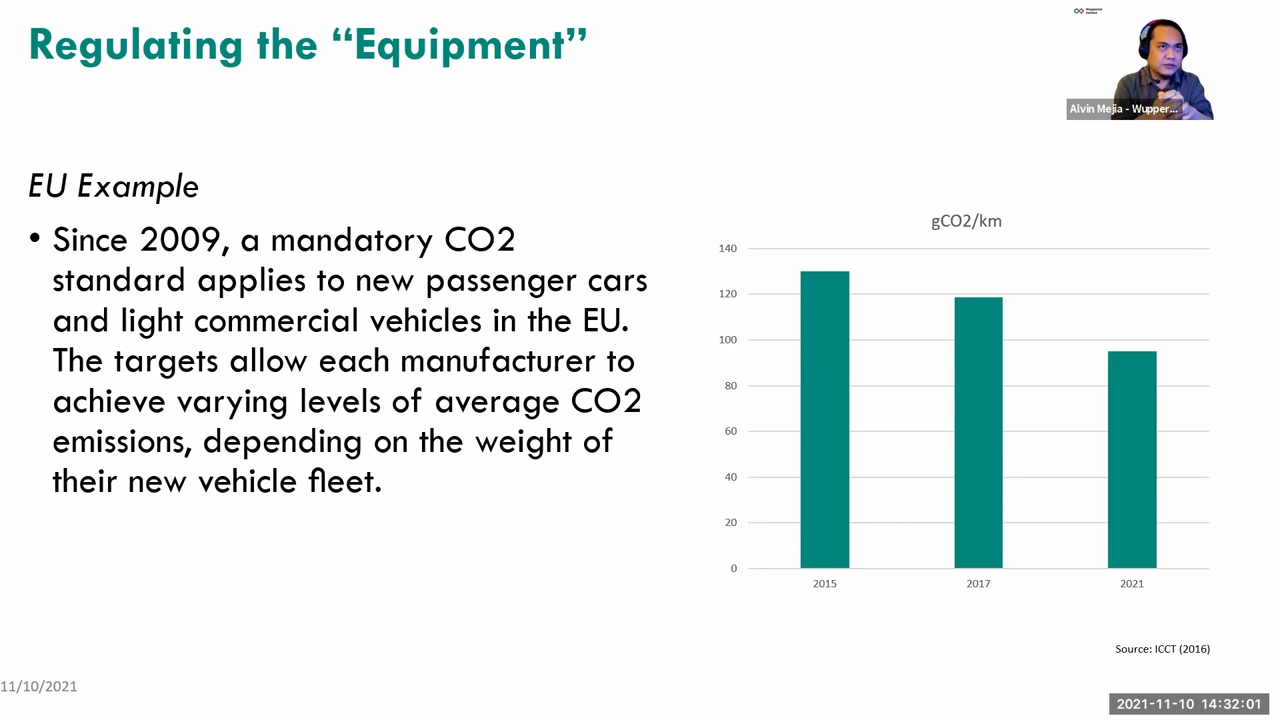 Regulating the “Equipment”
Wuppertal
Institut
Alvin Mejia - Wupper...
EU Example
• Since 2009, a mandatory CO2
standard applies to new passenger cars
and light commercial vehicles in the EU.
The targets allow each manufacturer to
achieve varying levels of average CO2
emissions, depending on the weight of
their new vehicle fleet.
gCO2/km
140
120
100
80
60
40
20
0
2015 2017 2021
Source: ICCT (2016)
11/10/2021
2021-11-10 14:32:01